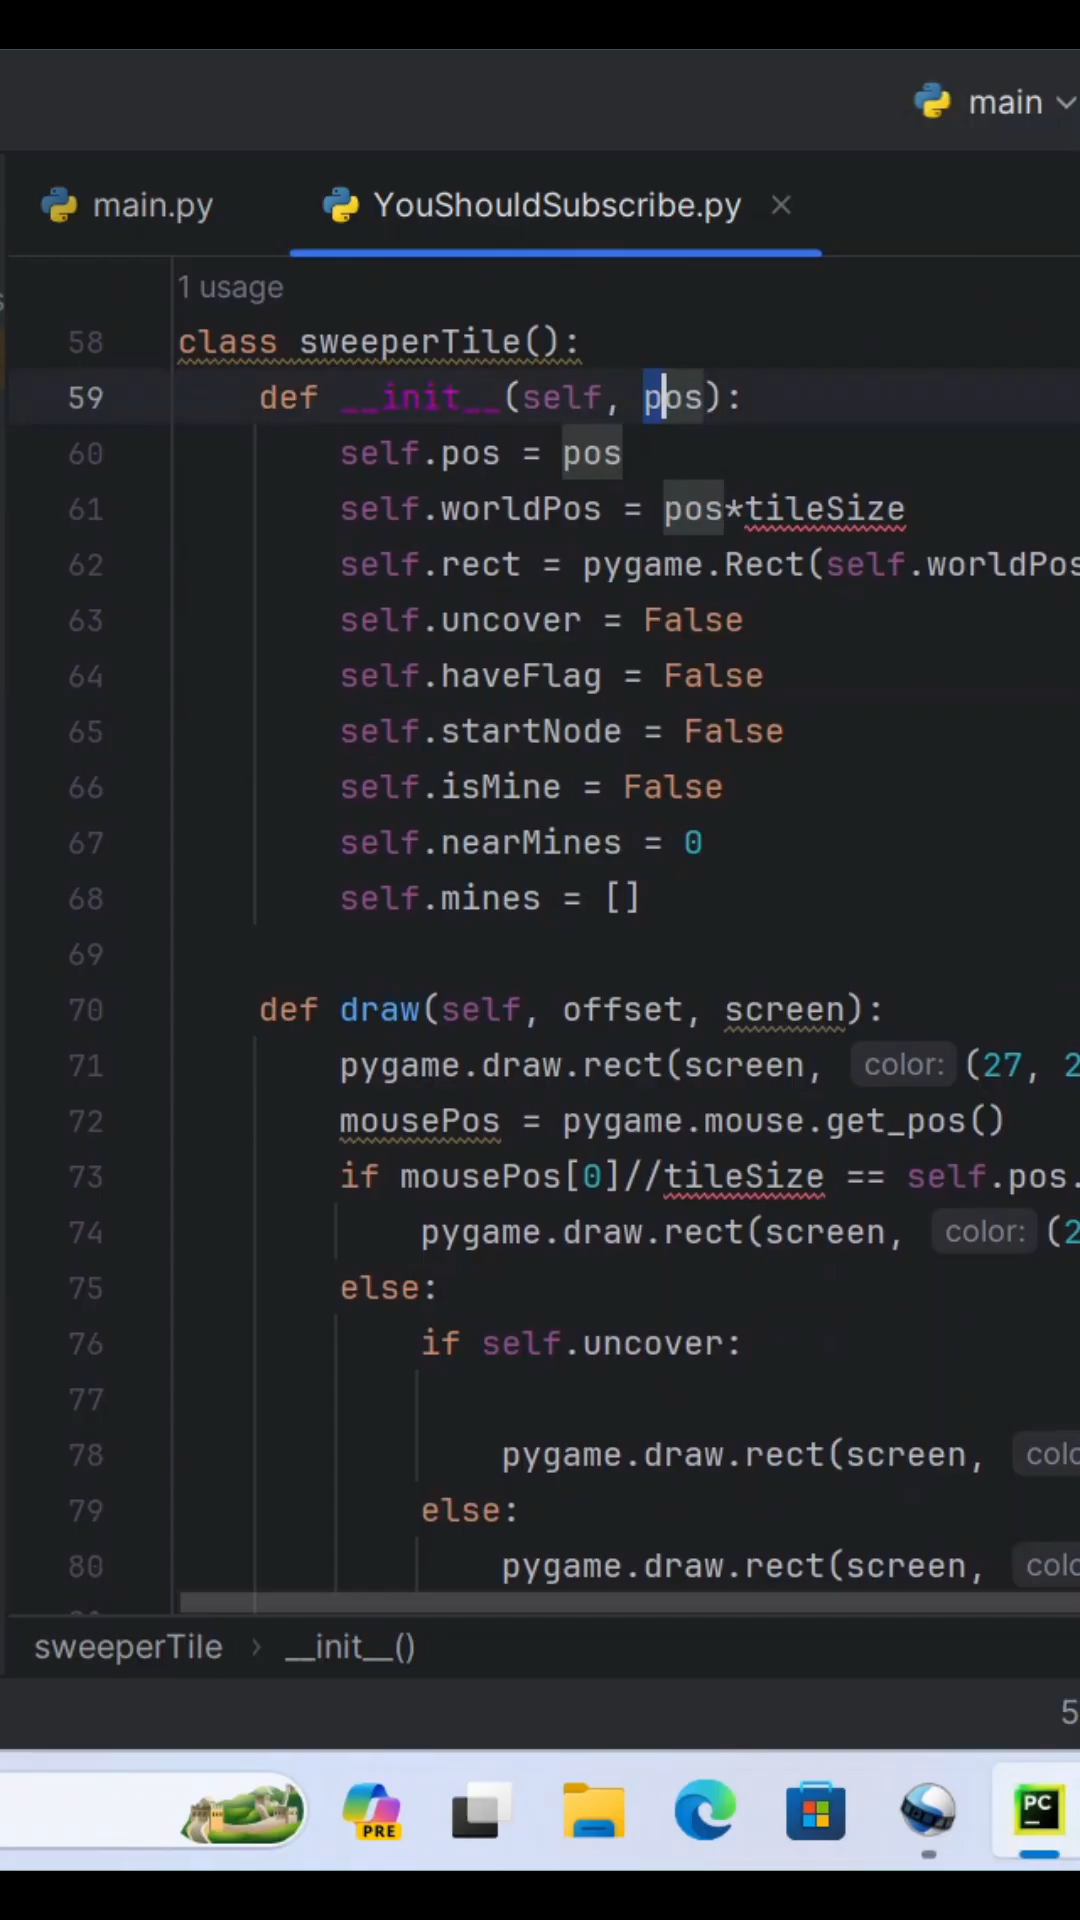 main
main.py YouShouldSubscribe.py
1 usage
58 class sweeperTile():
59 def __init__(self, pos):
60 self.pos = pos
61 self.worldPos = pos*tileSize
62 self.rect = pygame.Rect(self.worldPos
63 self.uncover = False
64 self.haveFlag = False
65 self.startNode = False
66 self.isMine = False
67 self.nearMines = 0
68 self.mines = []
69
70 def draw(self, offset, screen):
71 pygame.draw.rect(screen, color: (27, 2
72 mousePos = pygame.mouse.get_pos()
73 if mousePos[0]//tileSize == self.pos.
74 pygame.draw.rect(screen, color: (2
75 else:
76 if self.uncover:
77
78 pygame.draw.rect(screen, colo
79 else:
80 pygame.draw.rect(screen, colo
sweeperTile › __init__()
5
PRE
PC